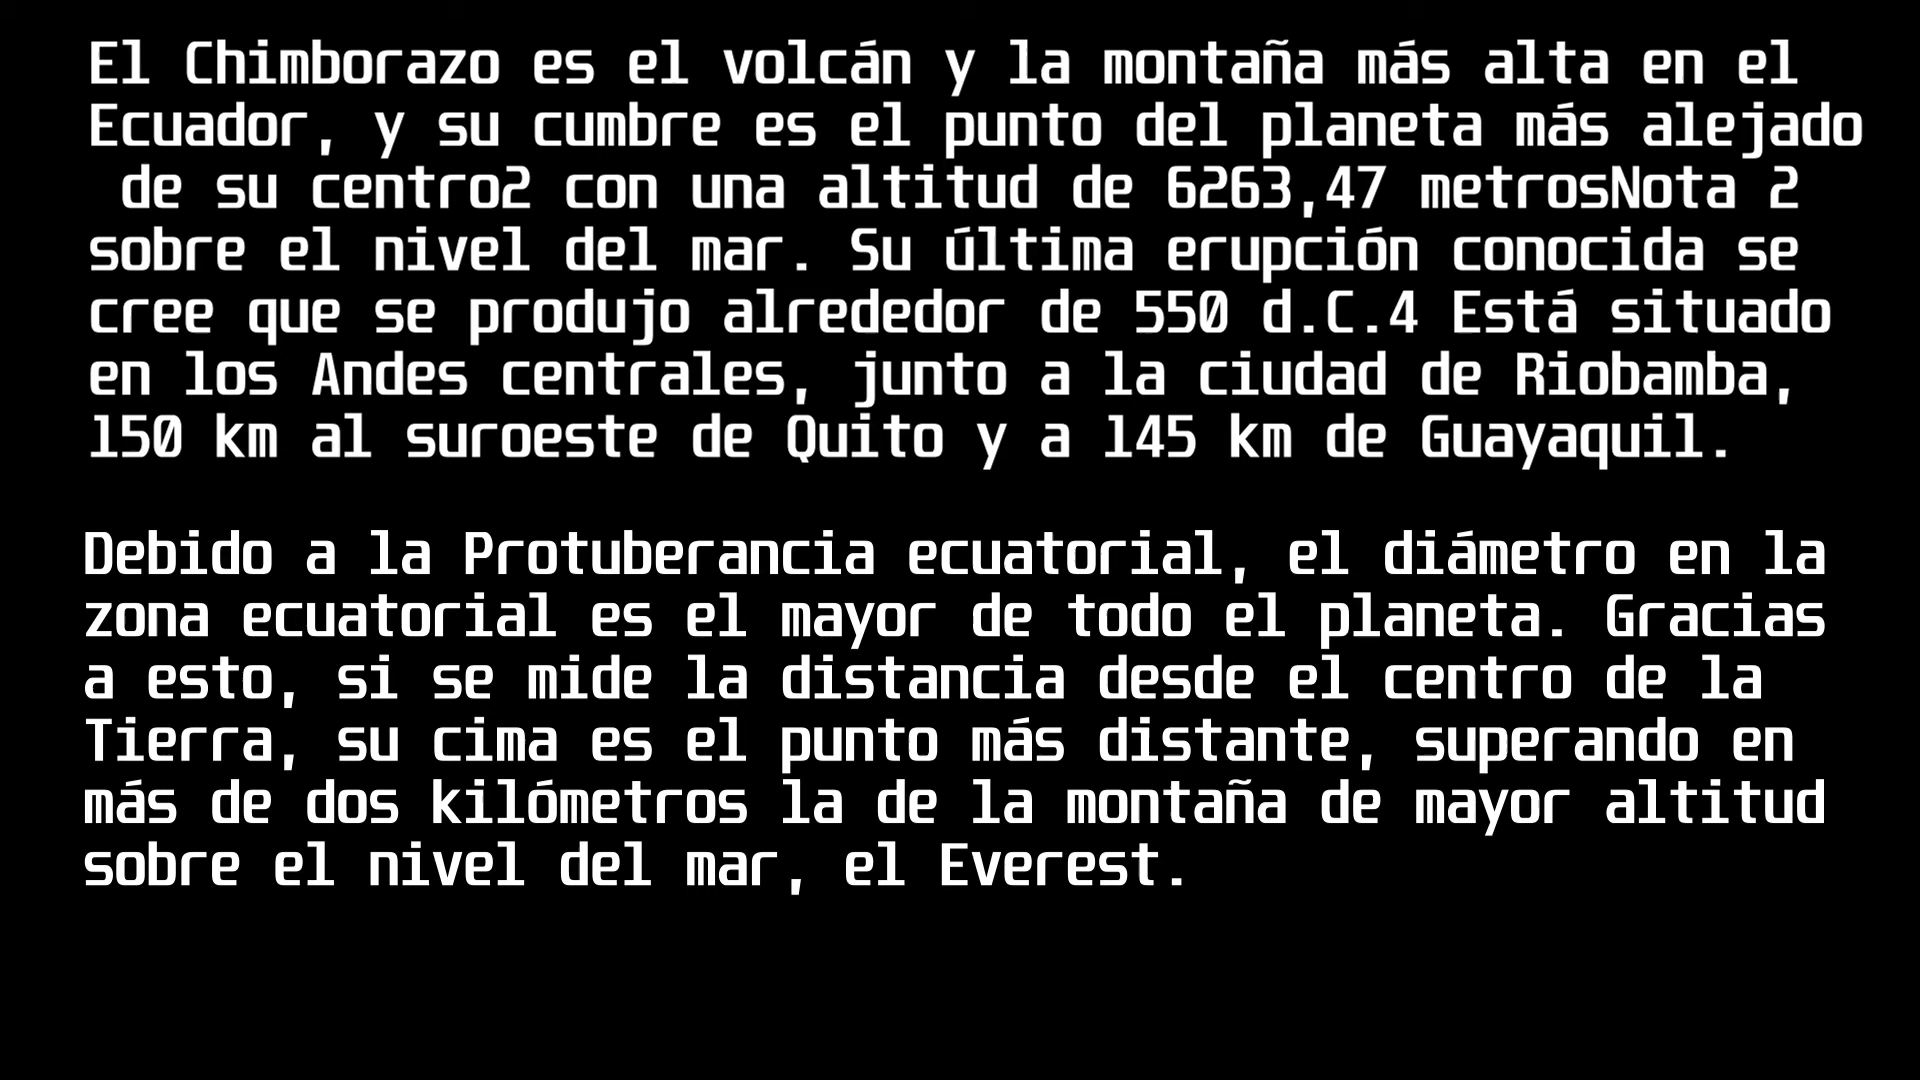 El Chimborazo es el volcán y la montaña más alta en el
Ecuador, y su cumbre es el punto del planeta más alejado
de su centro2 con una altitud de 6263,47 metrosNota 2
sobre el nivel del mar. Su última erupción conocida se
cree que se produjo alrededor de 550 d.C.4 Está situado
en los Andes centrales, junto a la ciudad de Riobamba,
150 km al suroeste de Quito y a 145 km de Guayaquil.
Debido a la Protuberancia ecuatorial, el diámetro en la
zona ecuatorial es el mayor de todo el planeta. Gracias
a esto, si se mide la distancia desde el centro de la
Tierra, su cima es el punto más distante, superando en
más de dos kilómetros la de la montaña de mayor altitud
sobre el nivel del mar, el Everest.